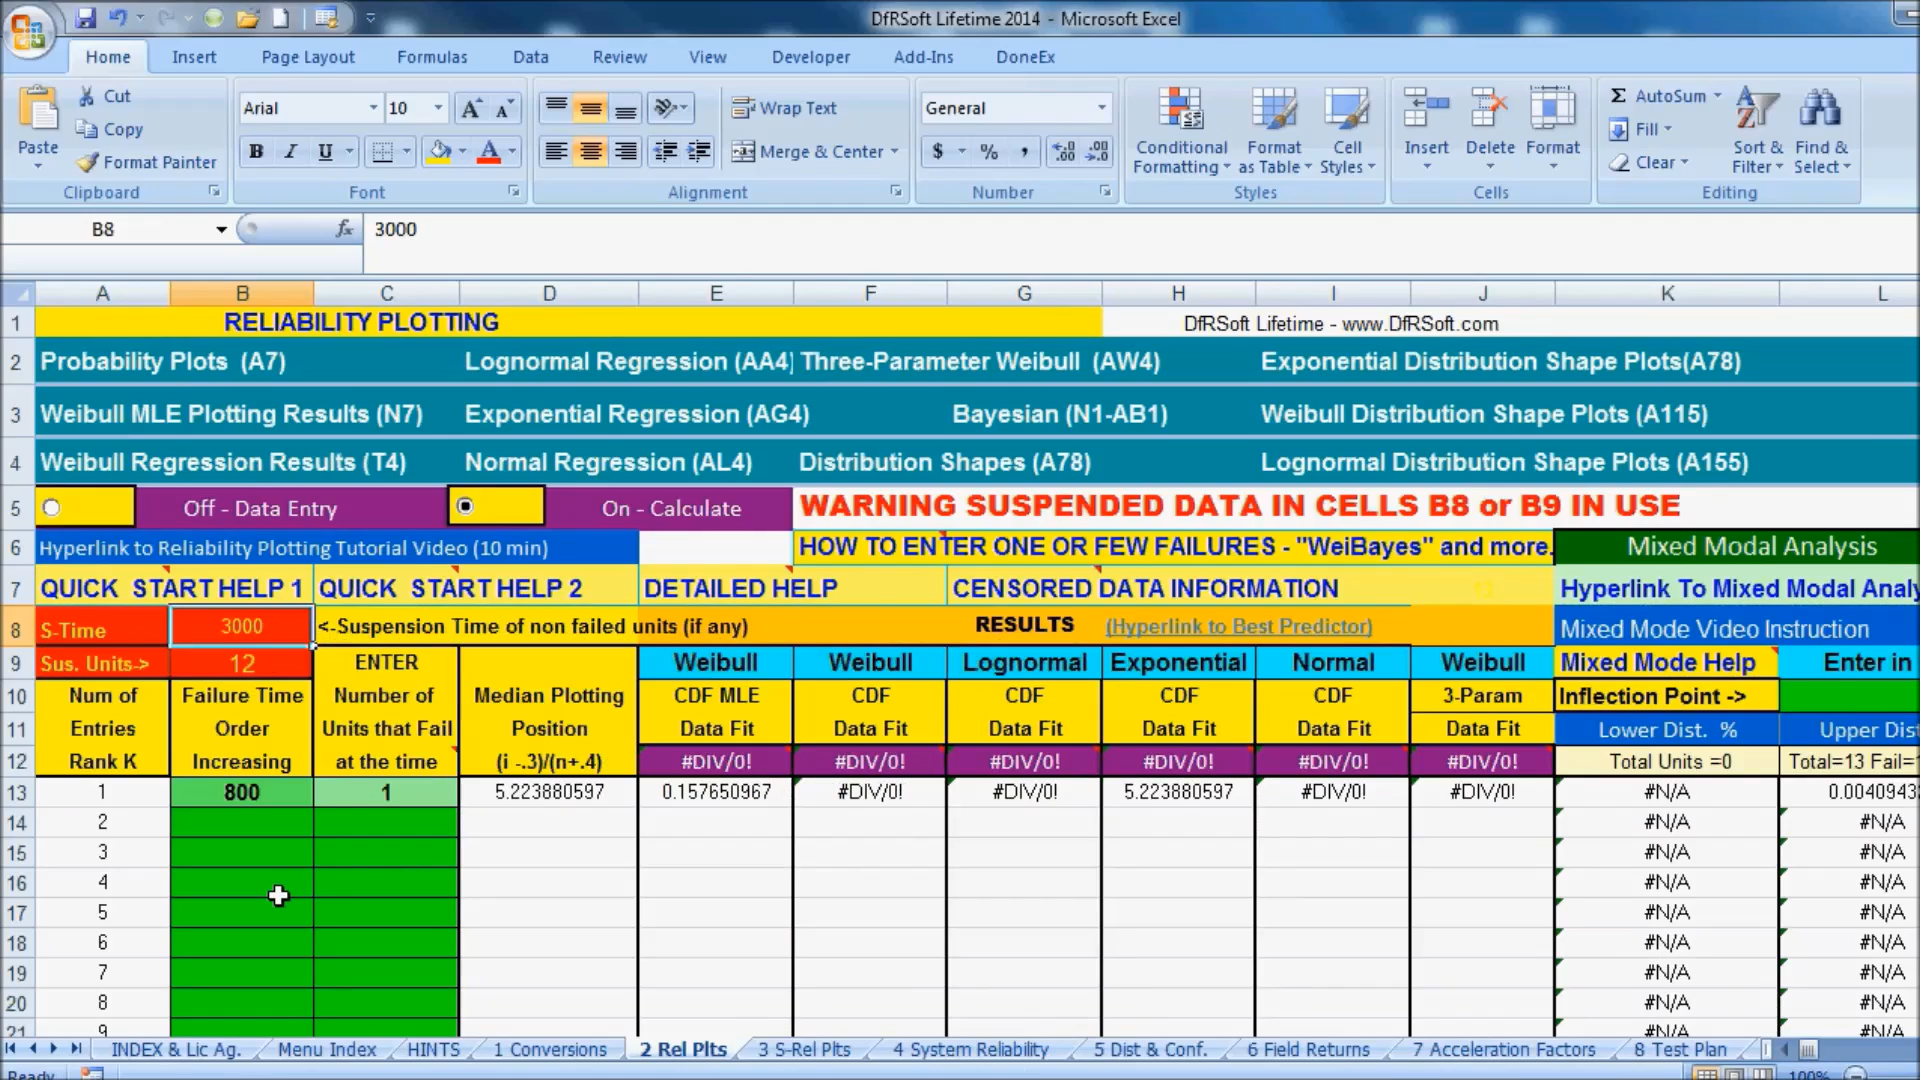 DfRSoft Lifetime 2014 - Microsoft Excel
Home Insert Page Layout Formulas Data Review View Developer Add-Ins DoneEx
Paste
Cut
Copy
Format Painter
Clipboard
Arial 10
B I U
Font
Wrap Text
Merge & Center
Alignment
General
$ % ,
Number
Conditional Formatting
Format as Table
Cell Styles
Styles
Insert Delete Format
Cells
Σ AutoSum
Fill
Clear
Sort & Filter
Find & Select
Editing
B8 fx 3000
A B C D E F G H I J K L
1 RELIABILITY PLOTTING DfRSoft Lifetime - www.DfRSoft.com
2 Probability Plots (A7) Lognormal Regression (AA4) Three-Parameter Weibull (AW4) Exponential Distribution Shape Plots(A78)
3 Weibull MLE Plotting Results (N7) Exponential Regression (AG4) Bayesian (N1-AB1) Weibull Distribution Shape Plots (A115)
4 Weibull Regression Results (T4) Normal Regression (AL4) Distribution Shapes (A78) Lognormal Distribution Shape Plots (A155)
5 Off - Data Entry On - Calculate WARNING SUSPENDED DATA IN CELLS B8 or B9 IN USE
6 Hyperlink to Reliability Plotting Tutorial Video (10 min) HOW TO ENTER ONE OR FEW FAILURES - "WeiBayes" and more. Mixed Modal Analysis
7 QUICK START HELP 1 QUICK START HELP 2 DETAILED HELP CENSORED DATA INFORMATION Hyperlink To Mixed Modal Analy
8 S-Time 3000 <-Suspension Time of non failed units (if any) RESULTS (Hyperlink to Best Predictor) Mixed Mode Video Instruction
9 Sus. Units-> 12 ENTER Weibull Weibull Lognormal Exponential Normal Weibull Mixed Mode Help Enter in
10 Num of Failure Time Number of Median Plotting CDF MLE CDF CDF CDF CDF 3-Param Inflection Point ->
11 Entries Order Units that Fail Position Data Fit Data Fit Data Fit Data Fit Data Fit Data Fit Lower Dist. % Upper Dis
12 Rank K Increasing at the time (i -.3)/(n+.4) #DIV/0! #DIV/0! #DIV/0! #DIV/0! #DIV/0! #DIV/0! Total Units =0 Total=13 Fail=
13 1 800 1 5.223880597 0.157650967 #DIV/0! #DIV/0! 5.223880597 #DIV/0! #DIV/0! #N/A 0.0040943
14 2 #N/A #N/A
15 3 #N/A #N/A
16 4 #N/A #N/A
17 5 #N/A #N/A
18 6 #N/A #N/A
19 7 #N/A #N/A
20 8 #N/A #N/A
21 9 #N/A #N/A
INDEX & Lic Ag. Menu Index HINTS 1 Conversions 2 Rel Plts 3 S-Rel Plts 4 System Reliability 5 Dist & Conf. 6 Field Returns 7 Acceleration Factors 8 Test Plan
Ready 100%